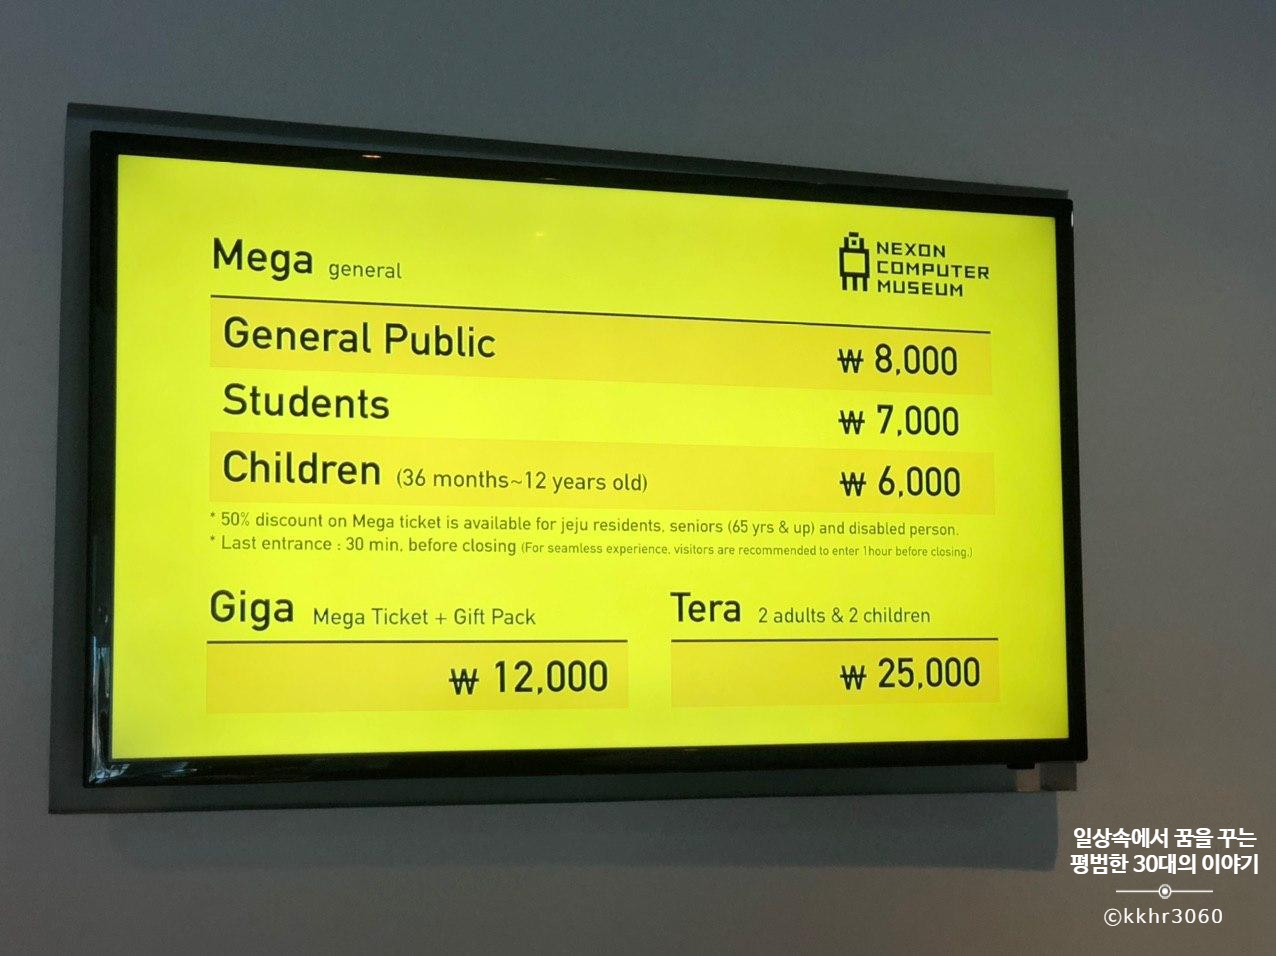 Mega general
NEXON
COMPUTER
MUSEUM
General Public ₩ 8,000
Students ₩ 7,000
Children (36 months~12 years old) ₩ 6,000
* 50% discount on Mega ticket is available for jeju residents, seniors (65 yrs & up) and disabled person.
* Last entrance : 30 min. before closing (For seamless experience, visitors are recommended to enter 1hour before closing.)
Giga Mega Ticket + Gift Pack
₩ 12,000
Tera 2 adults & 2 children
₩ 25,000
일상속에서 꿈을 꾸는
평범한 30대의 이야기
©kkhr3060